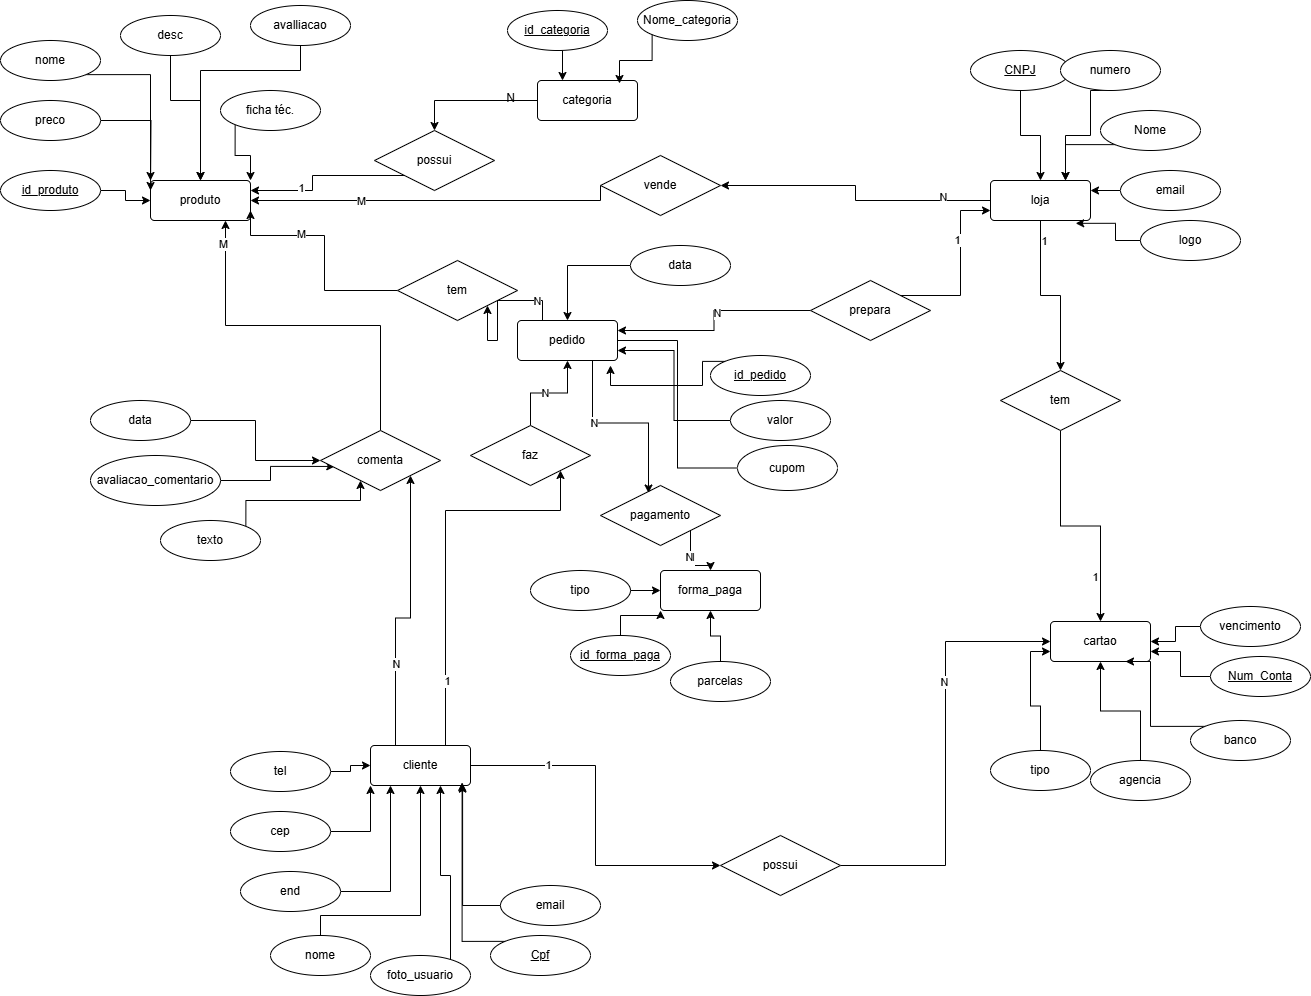 avalliacao
desc
nome
id_categoria
Nome_categoria
CNPJ
numero
preco
ficha téc.
N
categoria
possui
Nome
id_produto
produto
1
M
vende
N
loja
email
logo
M
M
1
1
tem
data
N
prepara
N
pedido
id_pedido
data
N
faz
N
valor
tem
avaliacao_comentario
comenta
cupom
texto
pagamento
N
tipo
forma_paga
1
id_forma_paga
parcelas
N
1
N
cartao
vencimento
Num_Conta
banco
tipo
agencia
tel
cliente
1
cep
possui
end
email
nome
foto_usuario
Cpf